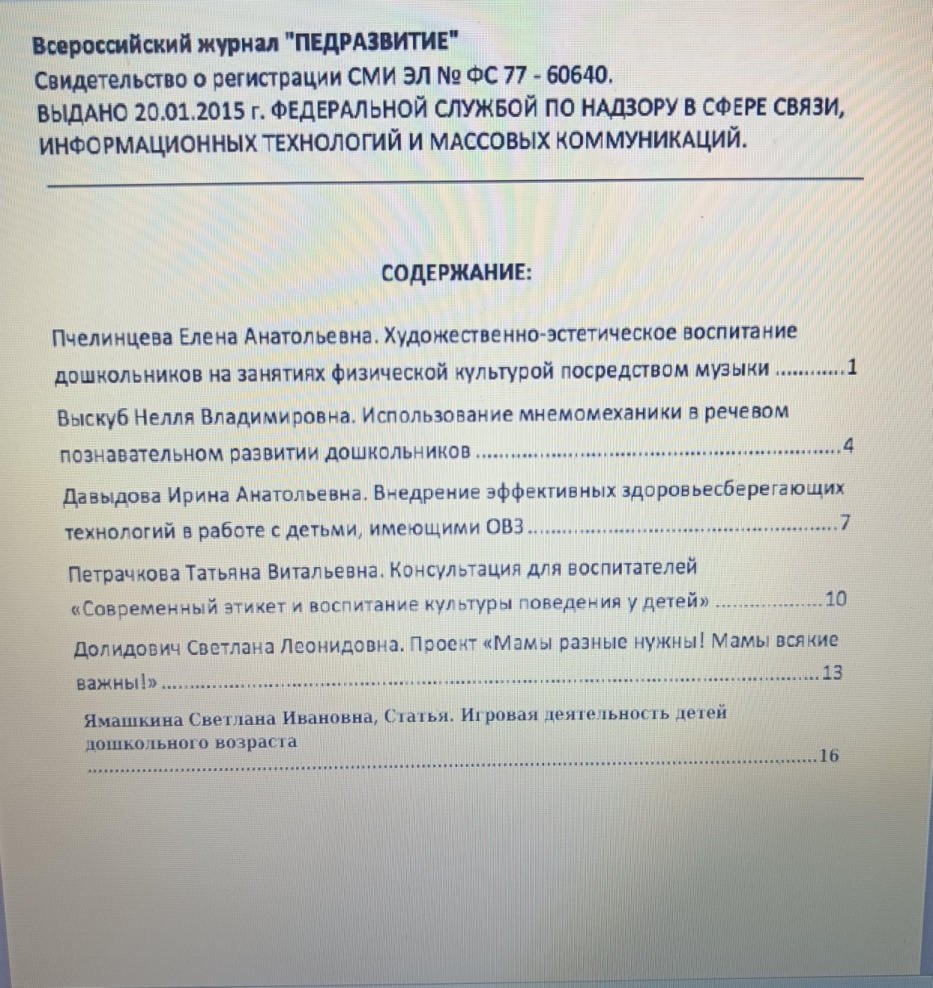 Всероссийский журнал "ПЕДРАЗВИТИЕ"
Свидетельство о регистрации СМИ ЭЛ № ФС 77 - 60640.
ВЫДАНО 20.01.2015 г. ФЕДЕРАЛЬНОЙ СЛУЖБОЙ ПО НАДЗОРУ В СФЕРЕ СВЯЗИ,
ИНФОРМАЦИОННЫХ ТЕХНОЛОГИЙ И МАССОВЫХ КОММУНИКАЦИЙ.
СОДЕРЖАНИЕ:
Пчелинцева Елена Анатольевна. Художественно-эстетическое воспитание
дошкольников на занятиях физической культурой посредством музыки ............1
Выскуб Нелля Владимировна. Использование мнемомеханики в речевом
познавательном развитии дошкольников ................................................................4
Давыдова Ирина Анатольевна. Внедрение эффективных здоровьесберегающих
технологий в работе с детьми, имеющими ОВЗ.......................................................7
Петрачкова Татьяна Витальевна. Консультация для воспитателей
«Современный этикет и воспитание культуры поведения у детей» ...................10
Долидович Светлана Леонидовна. Проект «Мамы разные нужны! Мамы всякие
важны!»....................................................................................................................13
Ямашкина Светлана Ивановна, Статья. Игровая деятельность детей
дошкольного возраста
..............................................................................................................................16